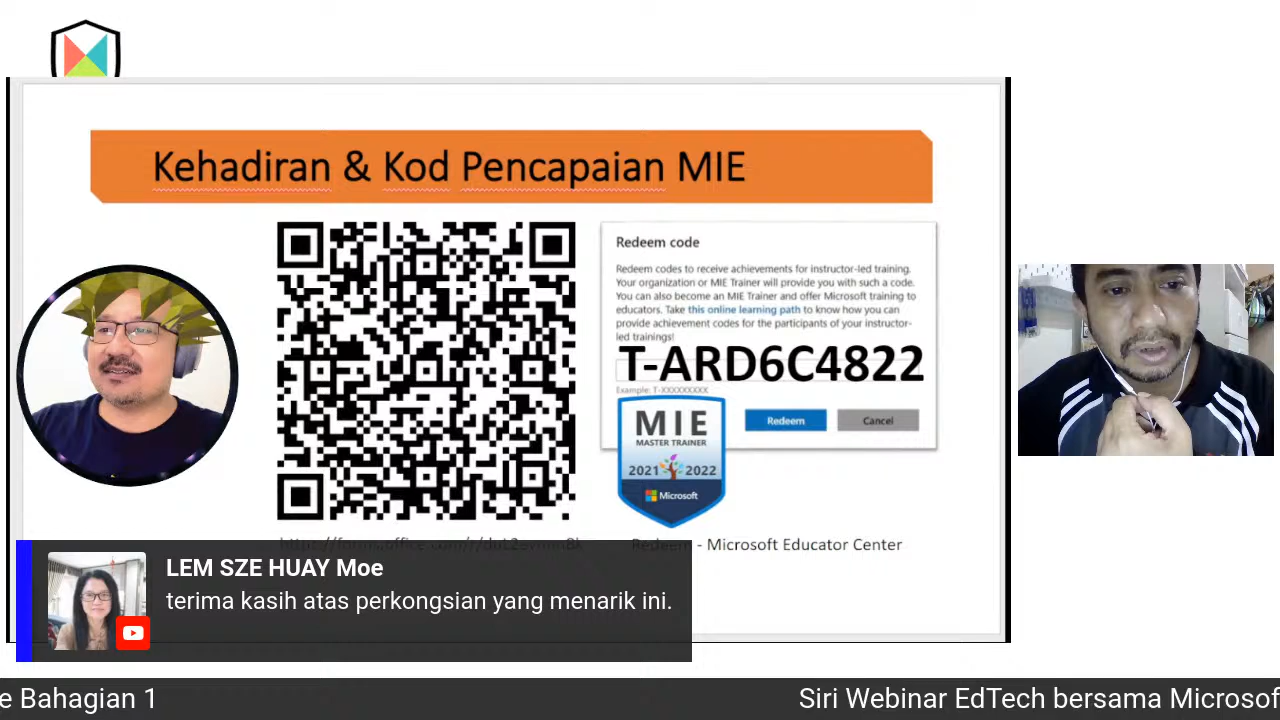 Kehadiran & Kod Pencapaian MIE
Redeem code
Redeem codes to receive achievements for instructor-led training.
Your organization or MIE Trainer will provide you with such a code.
You can also become an MIE Trainer and offer Microsoft training to
educators. Take this online learning path to know how you can
provide achievement codes for the participants of your instructor-
led trainings!
T-ARD6C4822
Example: T-XXXXXXXXX
Redeem
Cancel
MIE
MASTER TRAINER
2021 2022
Microsoft
Redeem - Microsoft Educator Center
LEM SZE HUAY Moe
terima kasih atas perkongsian yang menarik ini.
e Bahagian 1
Siri Webinar EdTech bersama Microsof